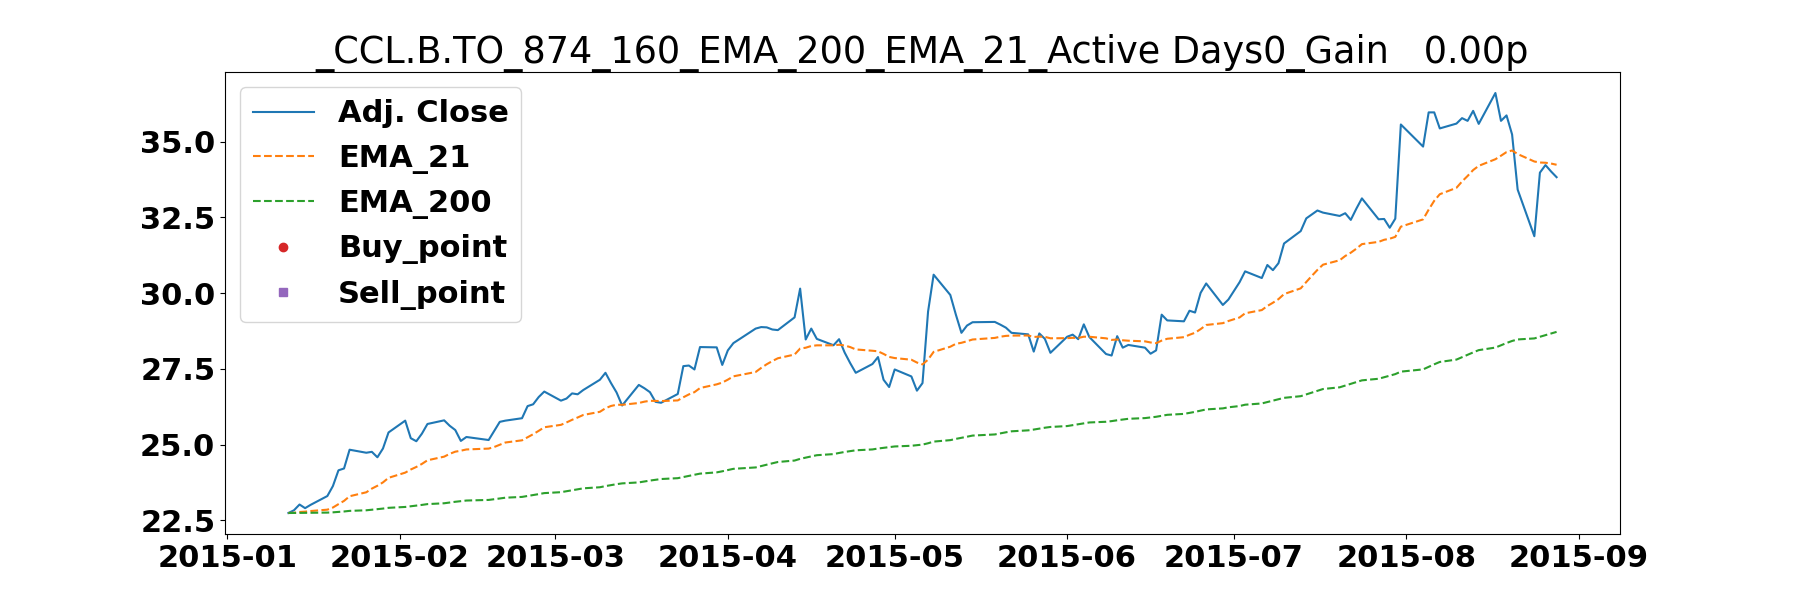 _CCL.B.TO_874_160_EMA_200_EMA_21_Active Days0_Gain   0.00p
Adj. Close
EMA_21
EMA_200
Buy_point
Sell_point
35.0
32.5
30.0
27.5
25.0
22.5
2015-01 2015-02 2015-03 2015-04 2015-05 2015-06 2015-07 2015-08 2015-09